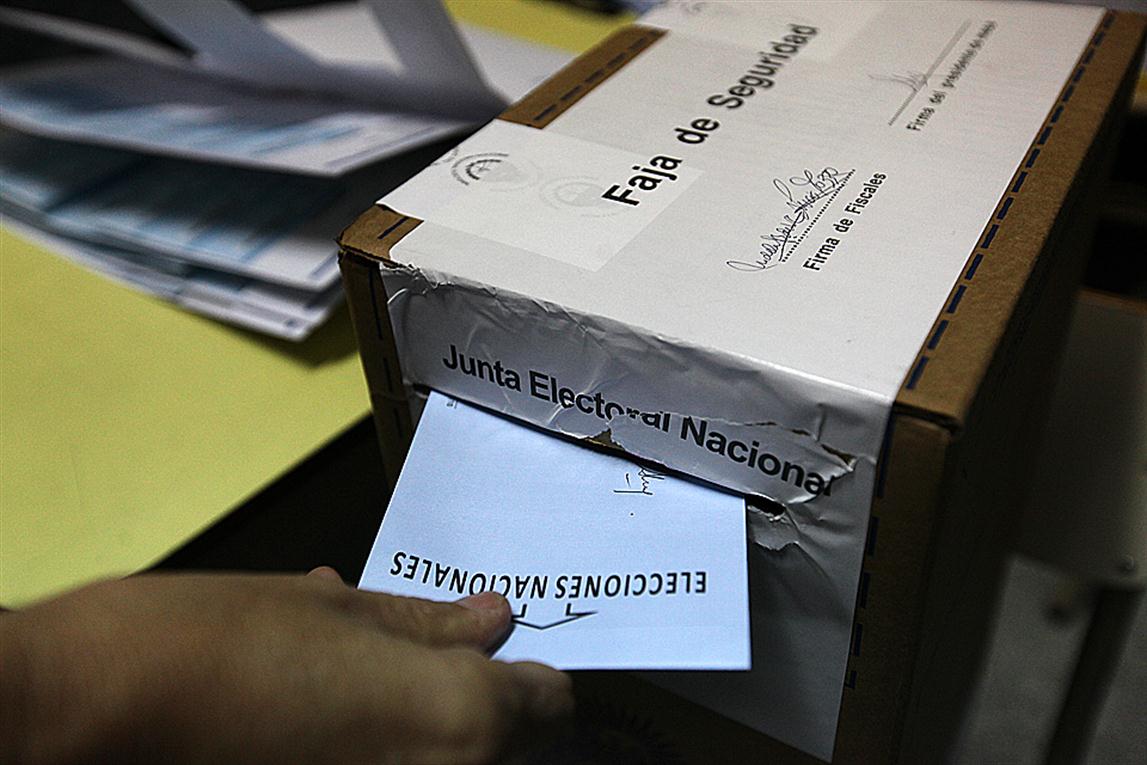 Faja de Seguridad
Firma del presidente de mesa
Firma de Fiscales
Junta Electoral Nacional
ELECCIONES NACIONALES